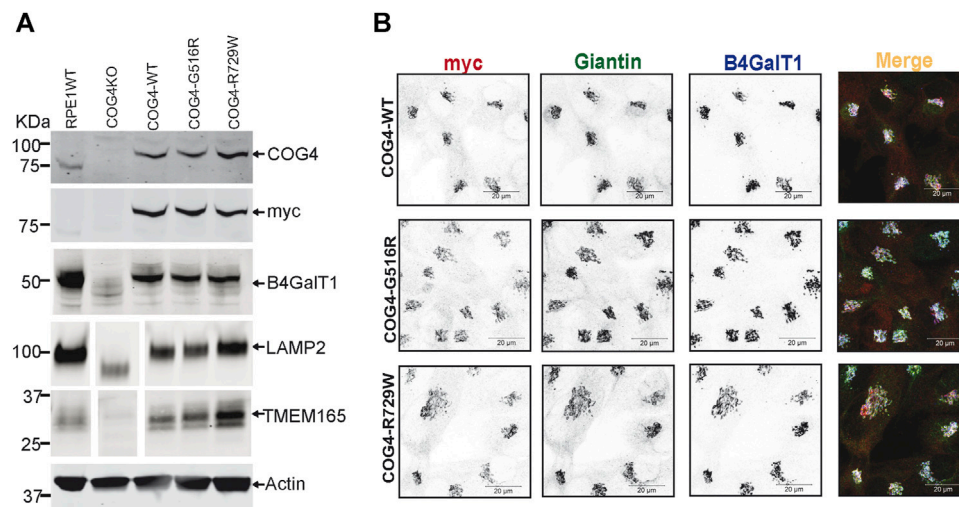 A
KDa
RPE1WT
COG4KO
COG4-WT
COG4-G516R
COG4-R729W
100
75
COG4
75
myc
50
B4GalT1
100
LAMP2
37
25
TMEM165
37
Actin
B
myc
Giantin
B4GalT1
Merge
COG4-WT
20 µm
20 µm
20 µm
20 µm
COG4-G516R
20 µm
20 µm
20 µm
20 µm
COG4-R729W
20 µm
20 µm
20 µm
20 µm